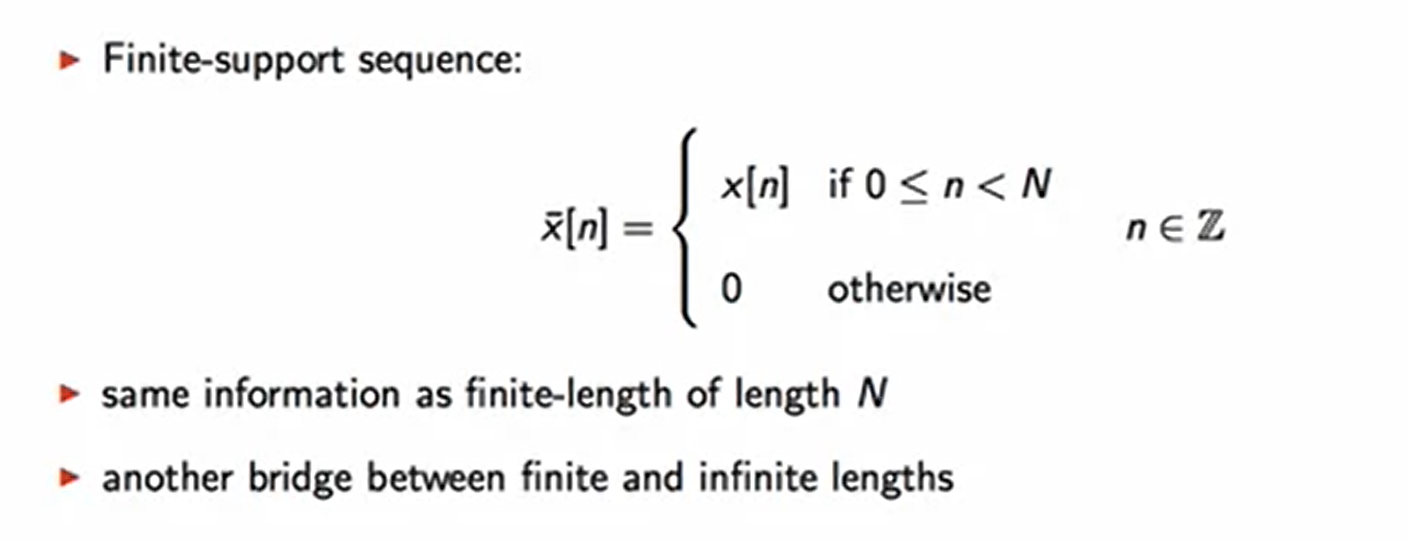 ▶ Finite-support sequence:
x̄[n] = { x[n] if 0 ≤ n < N
0 otherwise
n ∈ ℤ
▶ same information as finite-length of length N
▶ another bridge between finite and infinite lengths